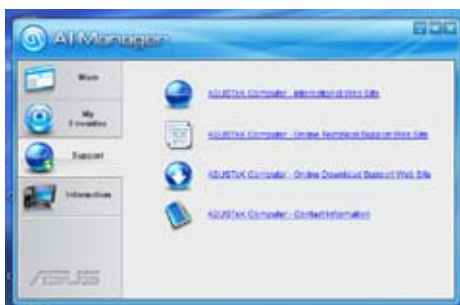 AI Manager
Main
My
Favorites
Support
Information
ASUSTeK Computer - International Web Site
ASUSTeK Computer - Online Technical Support Web Site
ASUSTeK Computer - Online Download Support Web Site
ASUSTeK Computer - Contact Information
ASUS